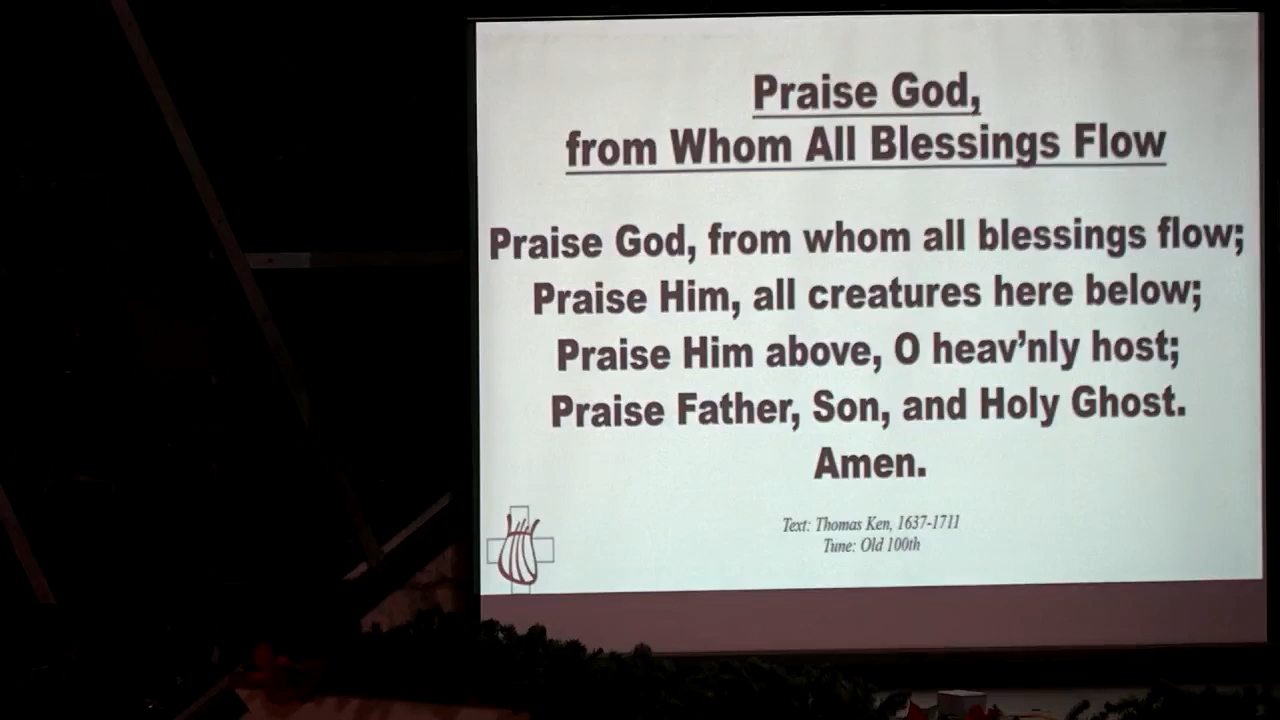 Praise God,
from Whom All Blessings Flow
Praise God, from whom all blessings flow;
Praise Him, all creatures here below;
Praise Him above, O heav’nly host;
Praise Father, Son, and Holy Ghost.
Amen.
Text: Thomas Ken, 1637-1711
Tune: Old 100th